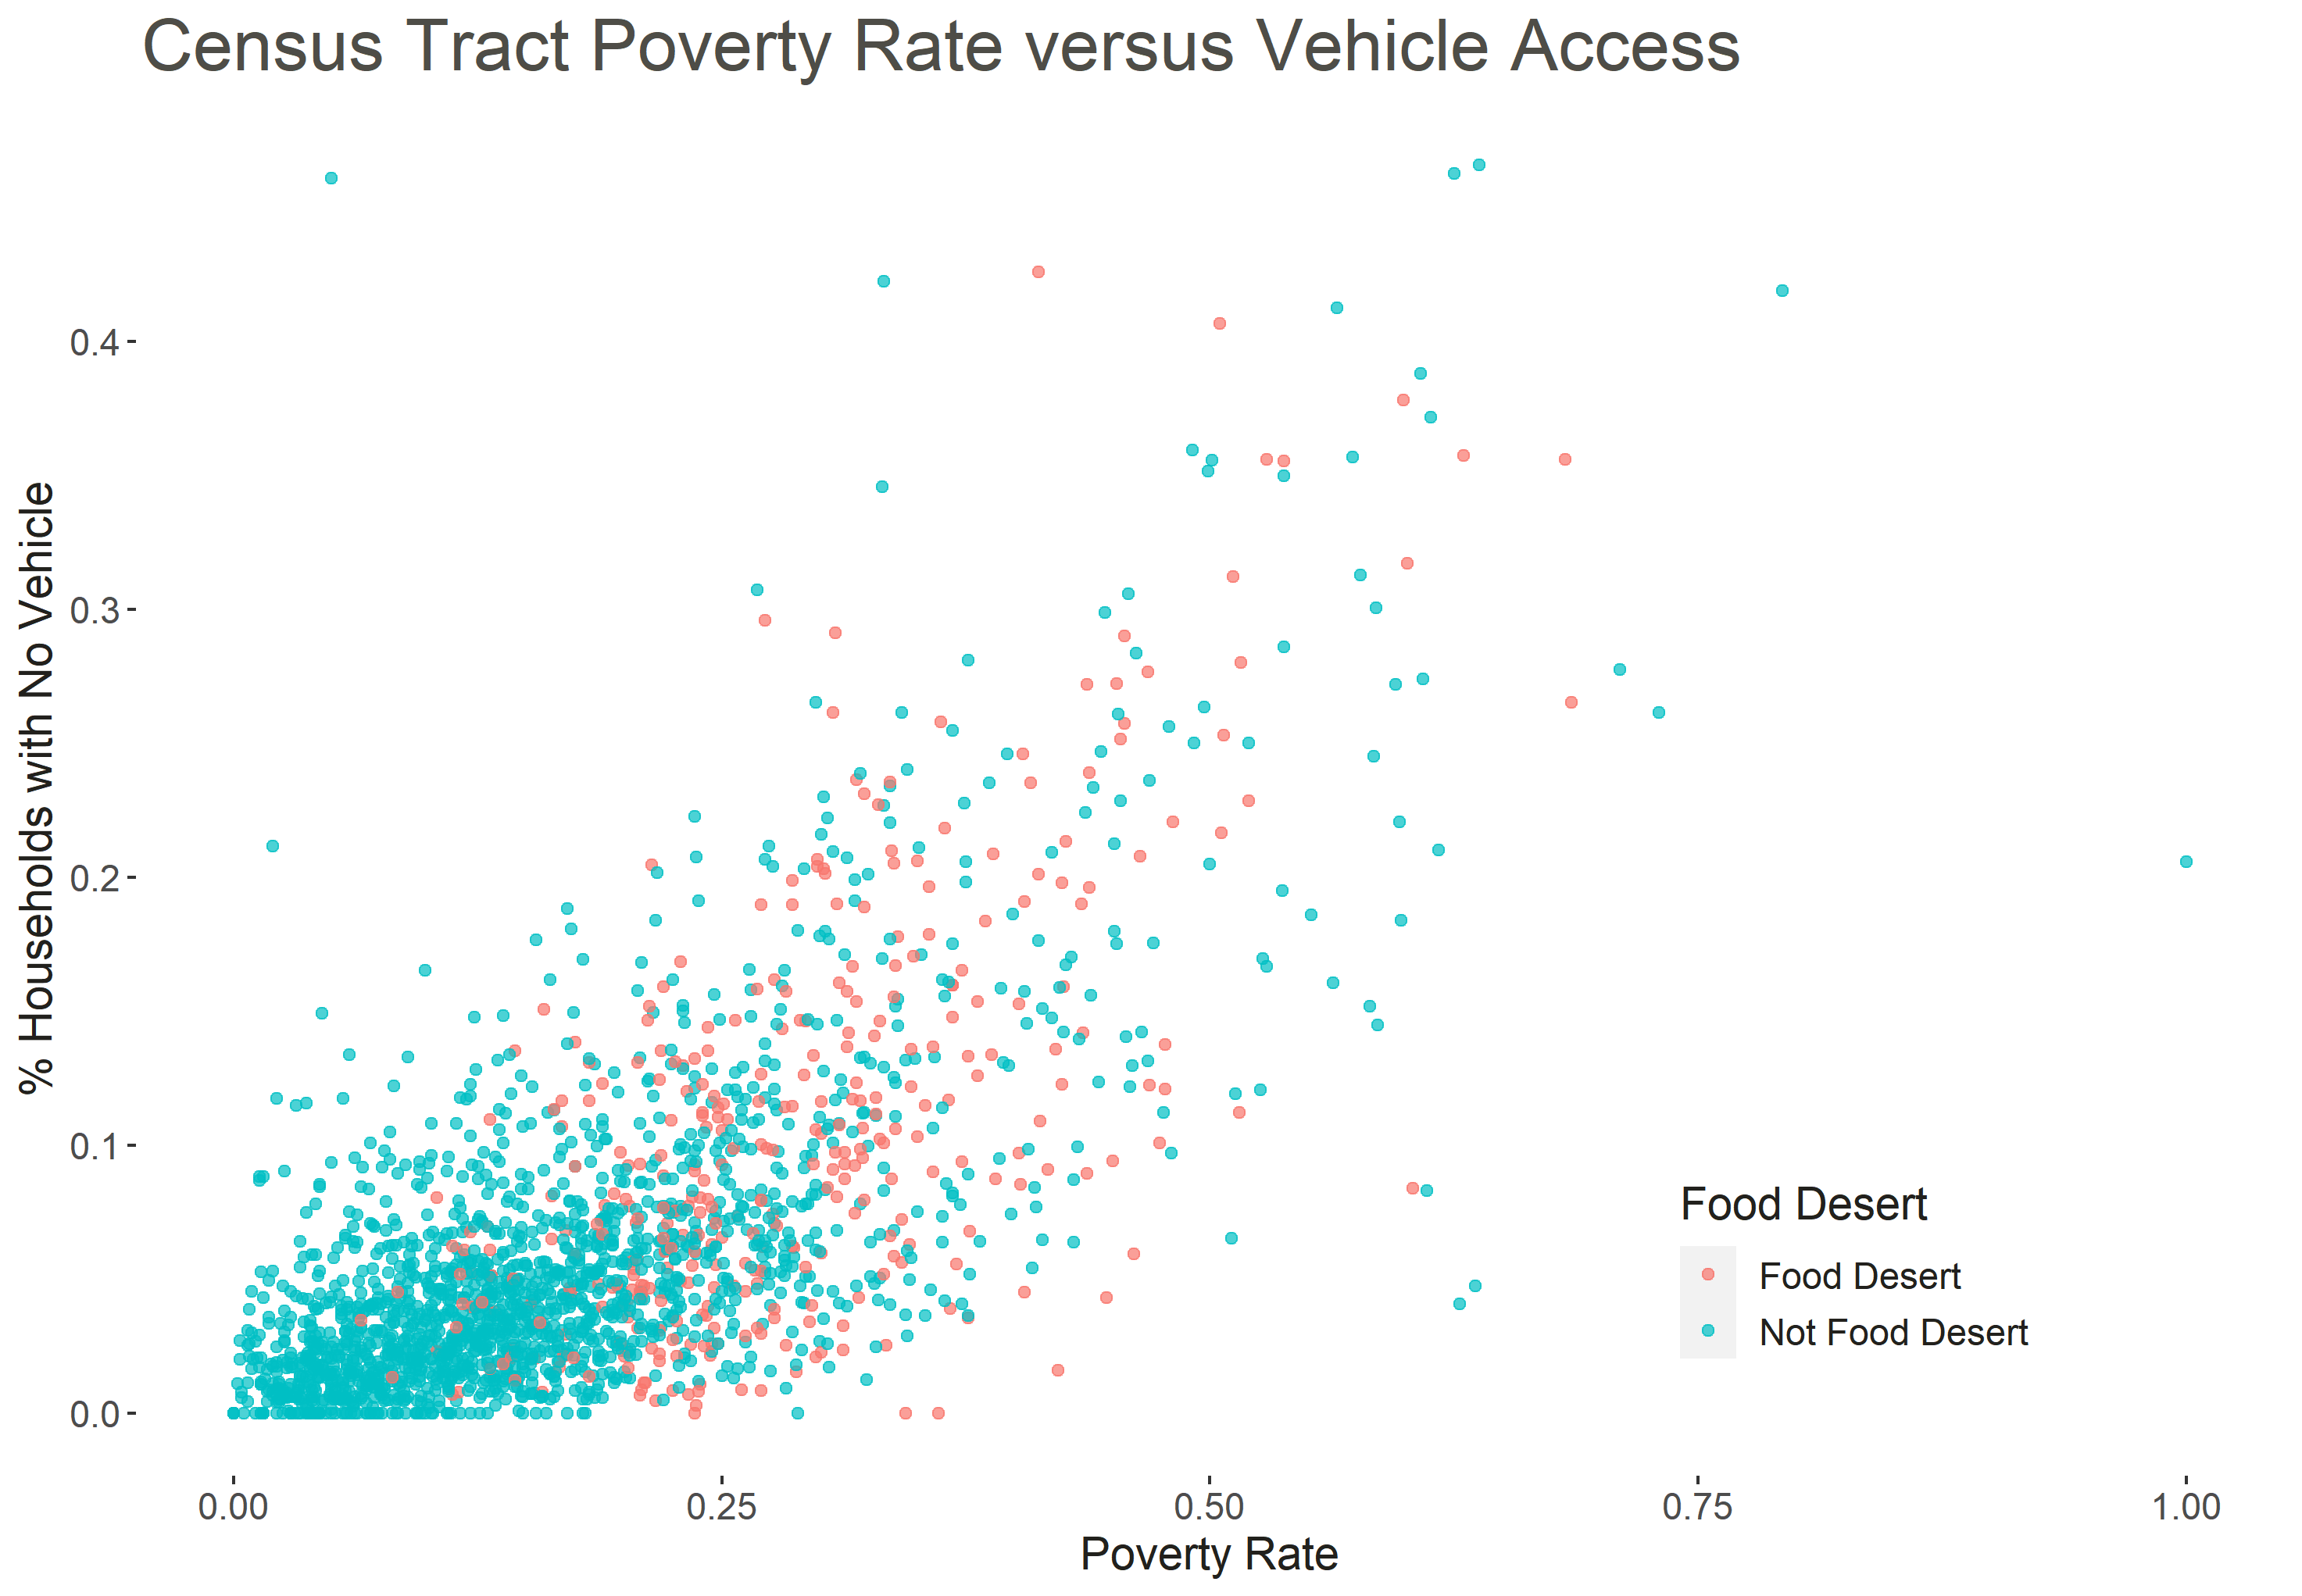 Census Tract Poverty Rate versus Vehicle Access
% Households with No Vehicle
0.4
0.3
0.2
0.1
0.0
0.00 0.25 0.50 0.75 1.00
Poverty Rate
Food Desert
Food Desert
Not Food Desert